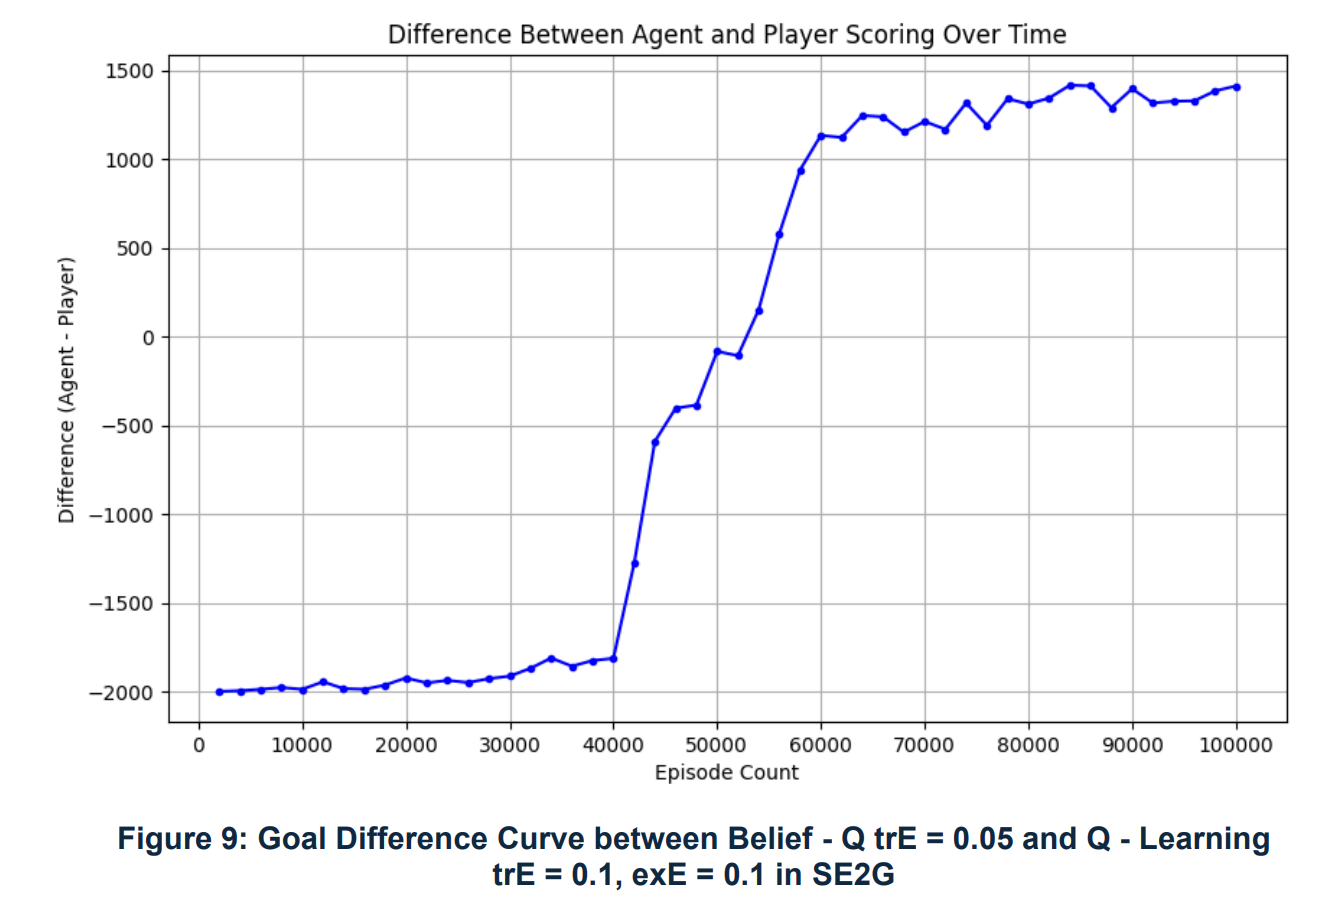 Difference Between Agent and Player Scoring Over Time
1500
1000
500
0
−500
−1000
−1500
−2000
Difference (Agent - Player)
0 10000 20000 30000 40000 50000 60000 70000 80000 90000 100000
Episode Count
Figure 9: Goal Difference Curve between Belief - Q trE = 0.05 and Q - Learning
trE = 0.1, exE = 0.1 in SE2G